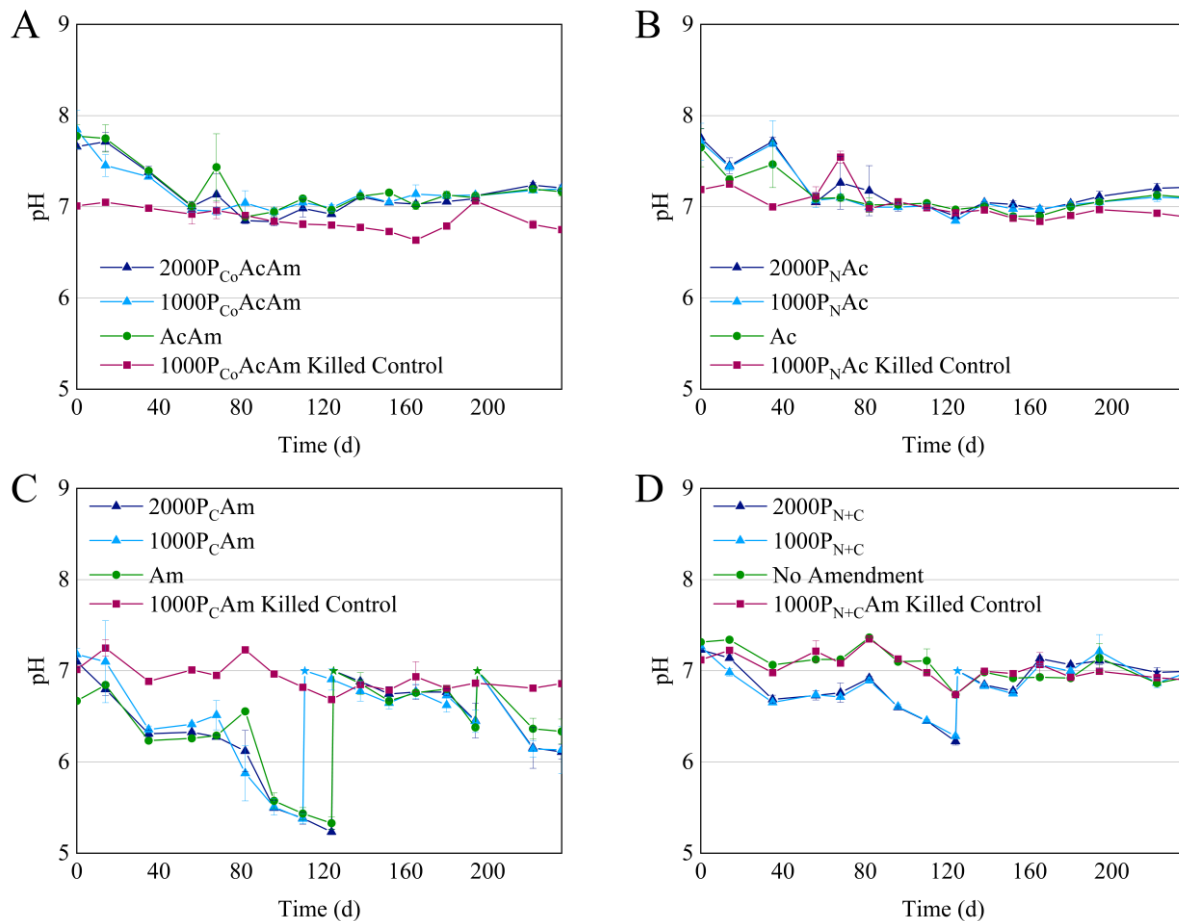 A
9
8
7
6
5
pH
2000PCoAcAm
1000PCoAcAm
AcAm
1000PCoAcAm Killed Control
0 40 80 120 160 200
Time (d)
B
9
8
7
6
5
pH
2000PNAc
1000PNAc
Ac
1000PNAc Killed Control
0 40 80 120 160 200
Time (d)
C
9
8
7
6
5
pH
2000PCAm
1000PCAm
Am
1000PCAm Killed Control
0 40 80 120 160 200
Time (d)
D
9
8
7
6
5
pH
2000PN+C
1000PN+C
No Amendment
1000PN+CAm Killed Control
0 40 80 120 160 200
Time (d)